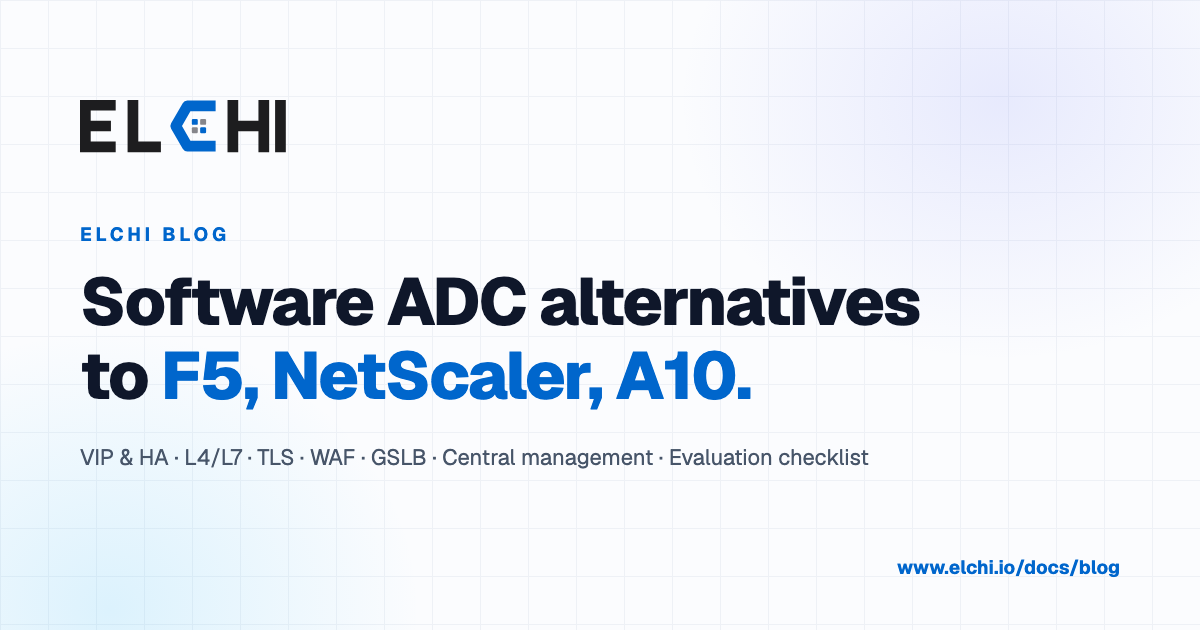 ELCHI
ELCHI BLOG
Software ADC alternatives
to F5, NetScaler, A10.
VIP & HA · L4/L7 · TLS · WAF · GSLB · Central management · Evaluation checklist
www.elchi.io/docs/blog